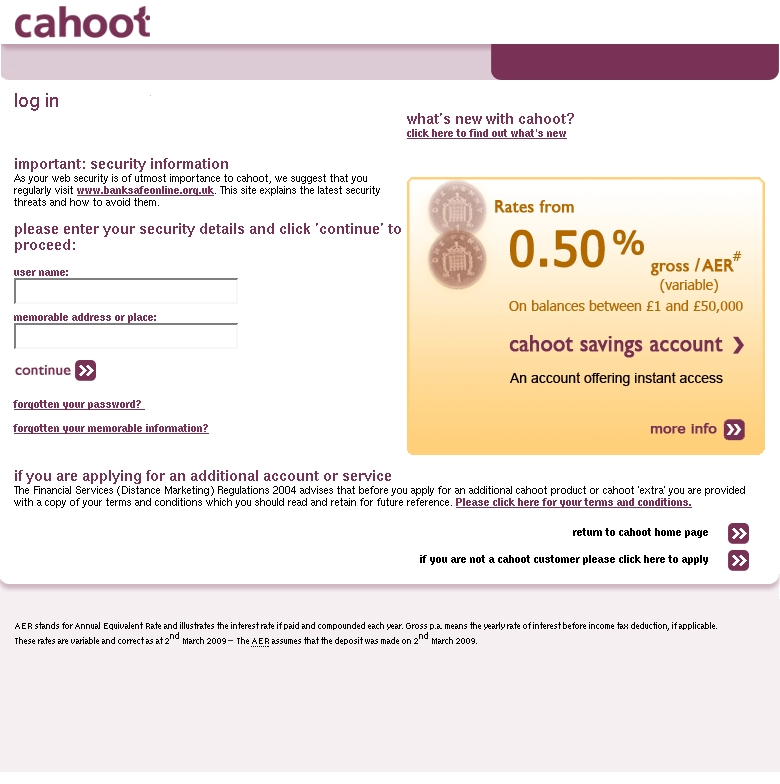 cahoot
log in
what's new with cahoot?
click here to find out what's new
important: security information
As your web security is of utmost importance to cahoot, we suggest that you
regularly visit www.banksafeonline.org.uk. This site explains the latest security
threats and how to avoid them.
please enter your security details and click 'continue' to
proceed:
user name:
memorable address or place:
continue
forgotten your password?
forgotten your memorable information?
Rates from
0.50%
gross /AER#
(variable)
On balances between £1 and £50,000
cahoot savings account ❯
An account offering instant access
more info
if you are applying for an additional account or service
The Financial Services (Distance Marketing) Regulations 2004 advises that before you apply for an additional cahoot product or cahoot 'extra' you are provided
with a copy of your terms and conditions which you should read and retain for future reference. Please click here for your terms and conditions.
return to cahoot home page
if you are not a cahoot customer please click here to apply
AER stands for Annual Equivalent Rate and illustrates the interest rate if paid and compounded each year. Gross p.a. means the yearly rate of interest before income tax deduction, if applicable.
These rates are variable and correct as at 2nd March 2009 – The AER assumes that the deposit was made on 2nd March 2009.